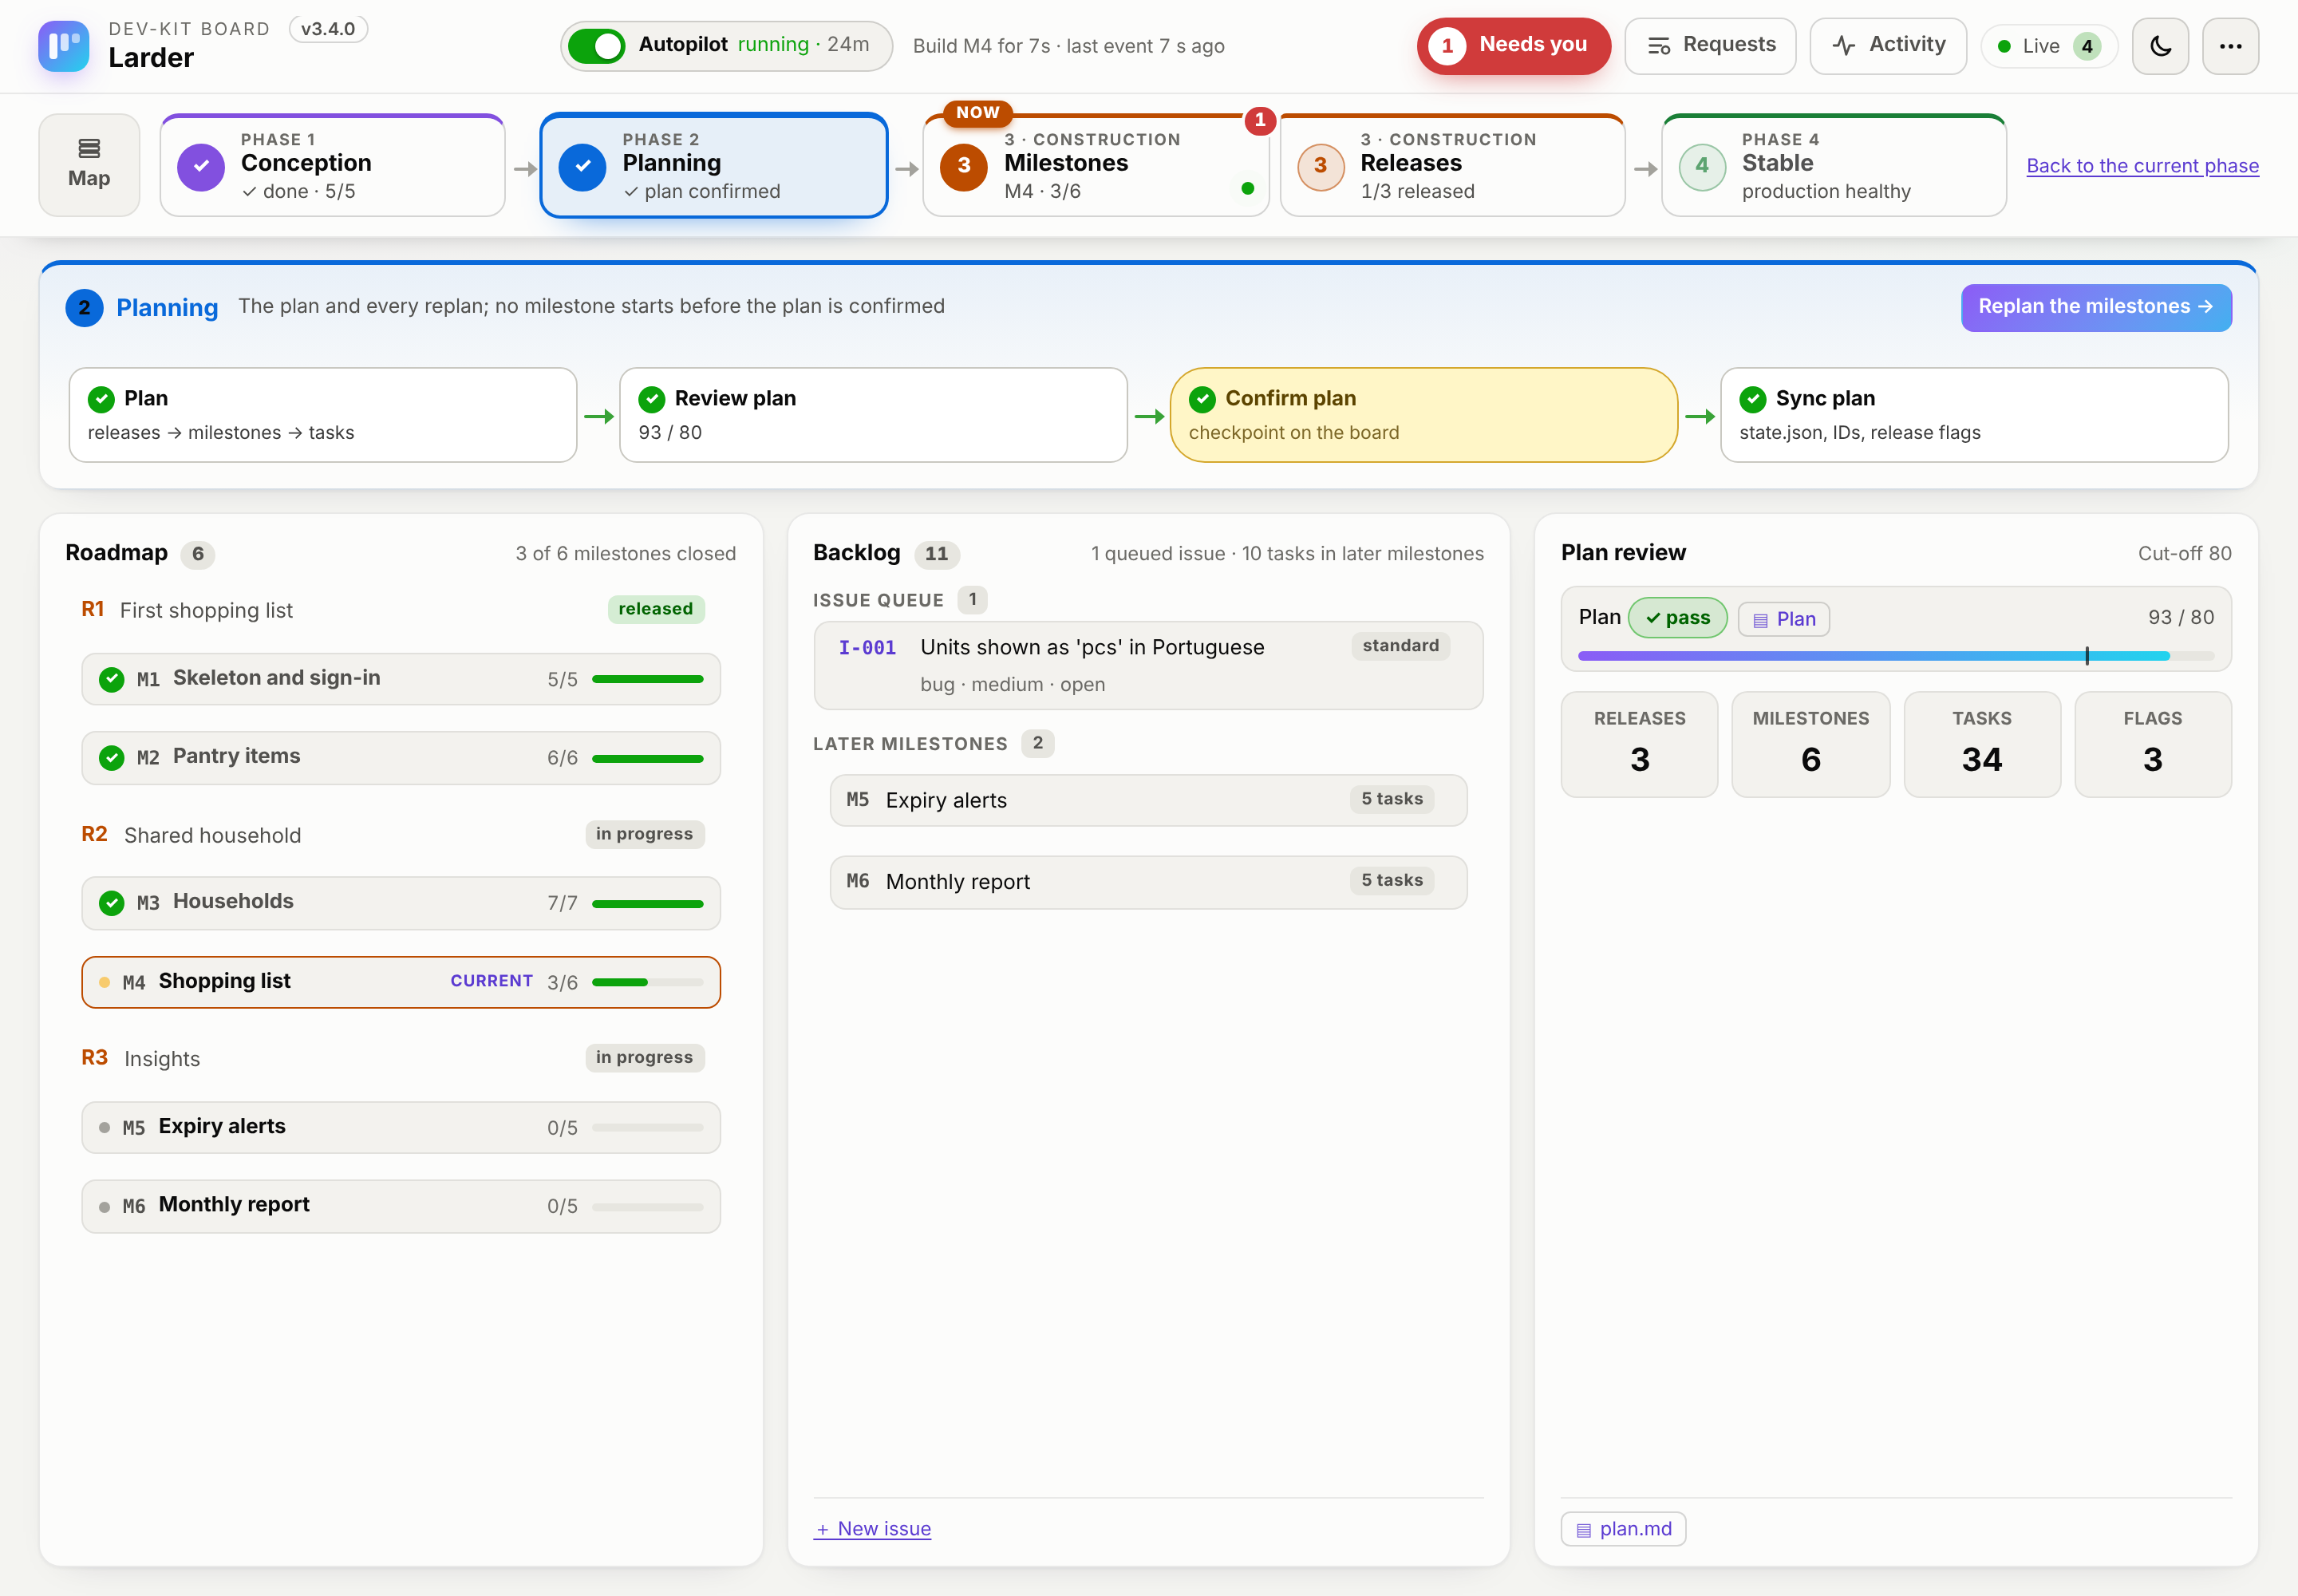 DEV-KIT BOARD v3.4.0
Larder
Autopilot running · 24m
Build M4 for 7s · last event 7 s ago
1 Needs you
Requests
Activity
Live 4
Map
PHASE 1
Conception
✓ done · 5/5
PHASE 2
Planning
✓ plan confirmed
NOW
1
3
3 · CONSTRUCTION
Milestones
M4 · 3/6
3
3 · CONSTRUCTION
Releases
1/3 released
4
PHASE 4
Stable
production healthy
Back to the current phase
2 Planning The plan and every replan; no milestone starts before the plan is confirmed
Replan the milestones →
Plan
releases → milestones → tasks
Review plan
93 / 80
Confirm plan
checkpoint on the board
Sync plan
state.json, IDs, release flags
Roadmap 6 3 of 6 milestones closed
R1 First shopping list released
M1 Skeleton and sign-in 5/5
M2 Pantry items 6/6
R2 Shared household in progress
M3 Households 7/7
M4 Shopping list CURRENT 3/6
R3 Insights in progress
M5 Expiry alerts 0/5
M6 Monthly report 0/5
Backlog 11 1 queued issue · 10 tasks in later milestones
ISSUE QUEUE 1
I-001 Units shown as 'pcs' in Portuguese standard
bug · medium · open
LATER MILESTONES 2
M5 Expiry alerts 5 tasks
M6 Monthly report 5 tasks
+ New issue
Plan review Cut-off 80
Plan ✓ pass Plan 93 / 80
RELEASES
3
MILESTONES
6
TASKS
34
FLAGS
3
plan.md